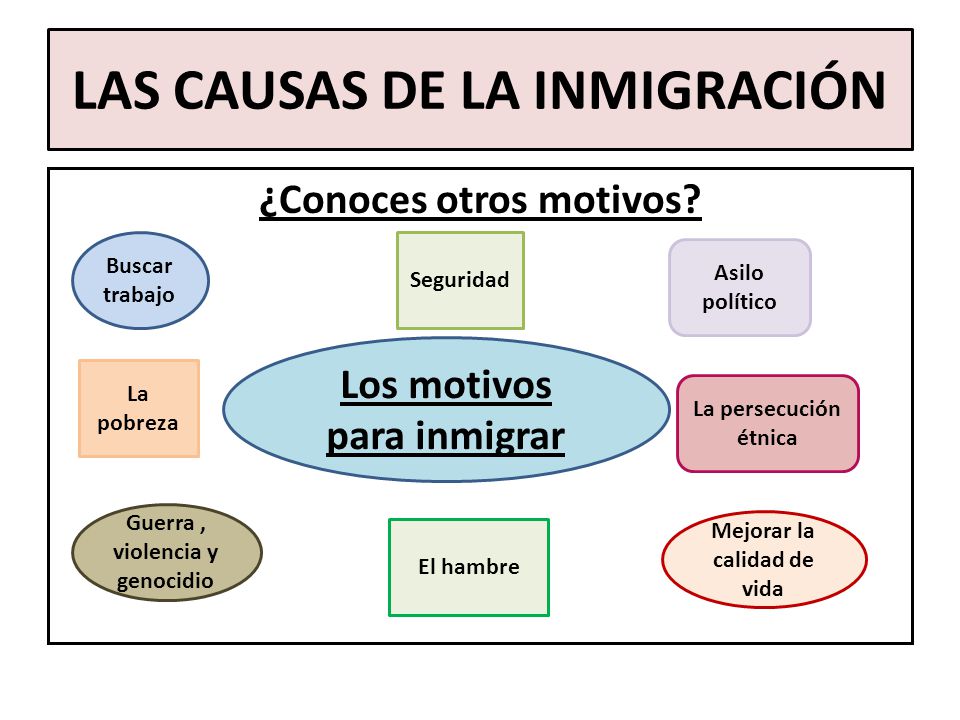 LAS CAUSAS DE LA INMIGRACIÓN
¿Conoces otros motivos?
Buscar
trabajo
Seguridad
Asilo
político
La
pobreza
Los motivos
para inmigrar
La persecución
étnica
Guerra ,
violencia y
genocidio
El hambre
Mejorar la
calidad de
vida